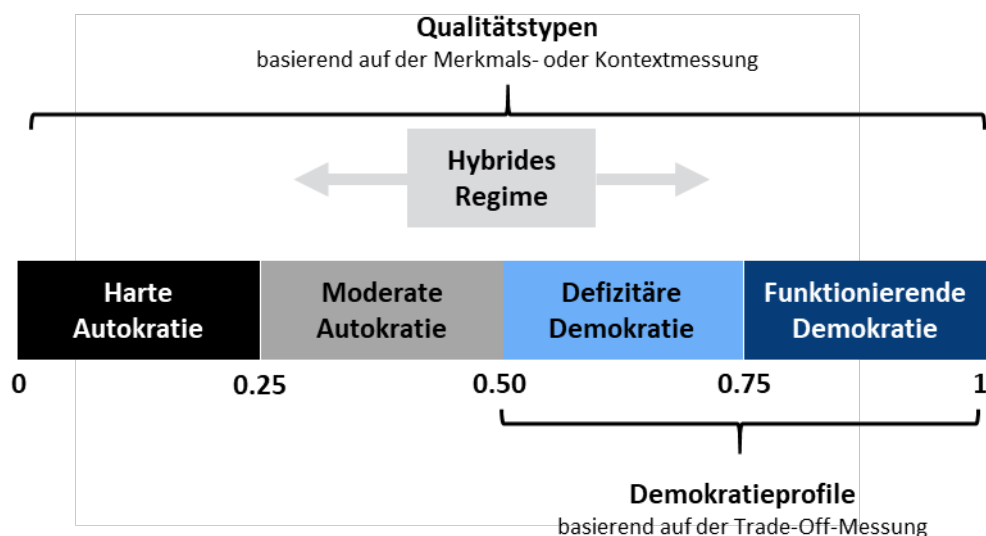 Qualitätstypen
basierend auf der Merkmals- oder Kontextmessung
Hybrides
Regime
Harte
Autokratie
Moderate
Autokratie
Defizitäre
Demokratie
Funktionierende
Demokratie
0
0.25
0.50
0.75
1
Demokratieprofile
basierend auf der Trade-Off-Messung